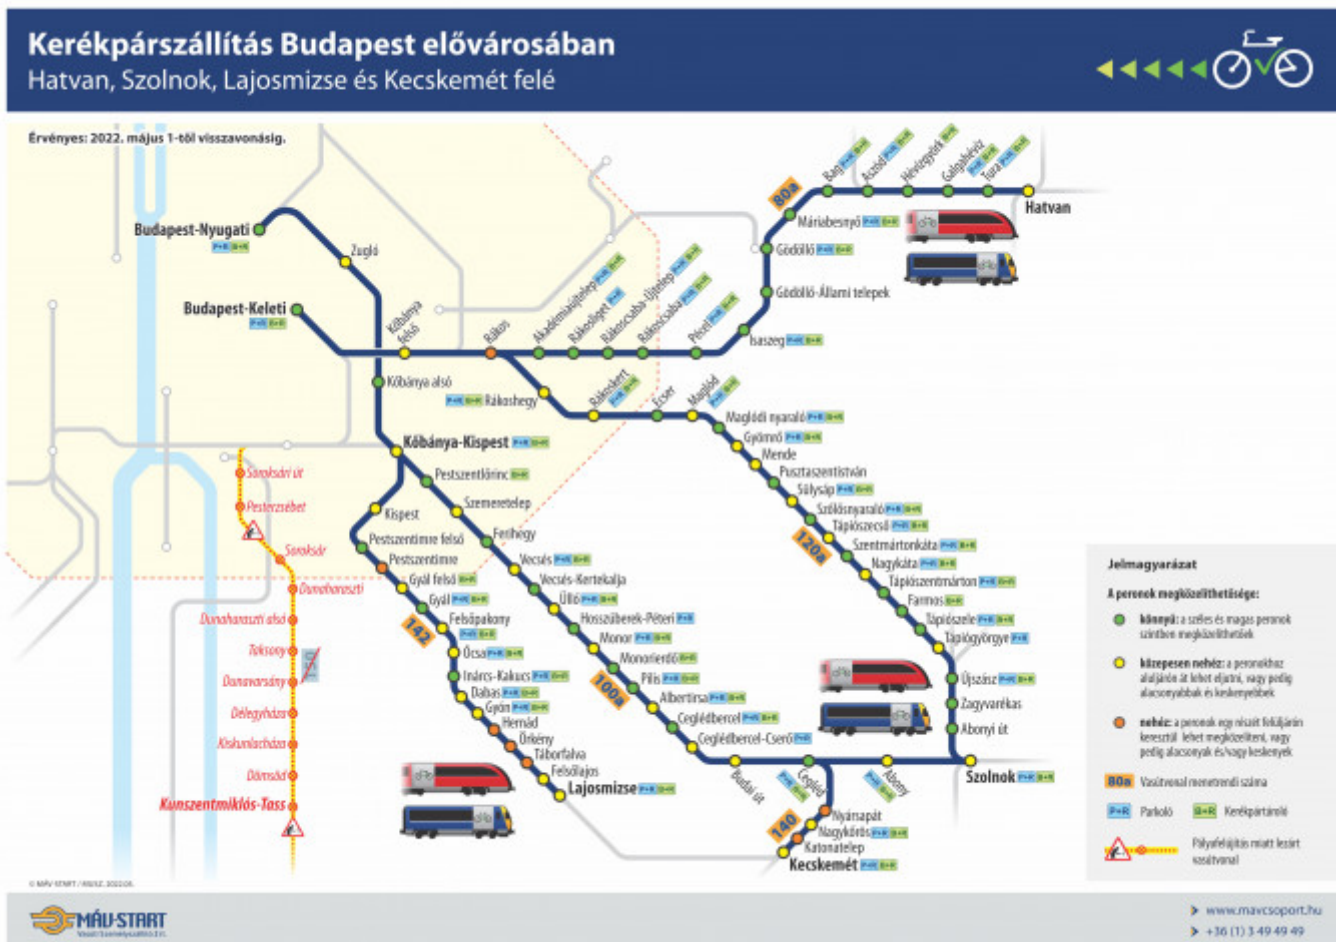 Kerékpárszállítás Budapest elővárosában
Hatvan, Szolnok, Lajosmizse és Kecskemét felé
Érvényes: 2022. május 1-től visszavonásig.
Budapest-Nyugati
P+R B+R
Zugló
Budapest-Keleti
P+R B+R
Kőbánya
felső
Rákos
Akadémiaújtelep P+R B+R
Rákosliget P+R
Rákoscsaba-Újtelep P+R B+R
Rákoscsaba P+R B+R
Pécel P+R B+R
Isaszeg P+R B+R
Gödöllő-Állami telepek
Gödöllő P+R B+R
Máriabesnyő P+R B+R
80a
Bag P+R B+R
Aszód P+R B+R
Hévízgyörk B+R
Galgahévíz
P+R B+R
Tura P+R B+R
Hatvan
Kőbánya alsó
P+R B+R Rákoshegy
Rákoskert
P+R B+R
Ecser
Maglód
P+R B+R
Maglódi nyaraló P+R B+R
Gyömrő P+R B+R
Mende
Pusztaszentistván
Sülysáp P+R B+R
Szőlősnyaraló P+R B+R
Tápiószecső P+R B+R
120a
Szentmártonkáta P+R B+R
Nagykáta P+R B+R
Tápiószentmárton P+R B+R
Farmos B+R
Tápiószele P+R B+R
Tápiógyörgye P+R
Újszász P+R B+R
Zagyvarékas
Abonyi út
Szolnok P+R B+R
Kőbánya-Kispest P+R B+R
Pestszentlőrinc B+R
Szemeretelep
Ferihegy
Vecsés P+R B+R
Vecsés-Kertekalja
Üllő P+R B+R
Hosszúberek-Péteri P+R
Monor P+R B+R
Monorierdő B+R
100a
Pilis P+R B+R
Albertirsa P+R B+R
Ceglédbercel P+R B+R
Ceglédbercel-Cserő P+R
Budai út
Cegléd
P+R B+R
Abony
P+R B+R
140
Nyársapát
Nagykőrös P+R B+R
Katonatelep
Kecskemét P+R B+R
Kispest
Pestszentimre felső
Pestszentimre
Gyál felső B+R
Gyál P+R B+R
142
Felsőpakony
P+R B+R
Ócsa P+R B+R
Inárcs-Kakucs P+R B+R
Dabas P+R B+R
Gyón P+R B+R
Hernád
Örkény
Táborfalva
Felsőlajos
Lajosmizse P+R B+R
Soroksári út
Pesterzsébet
Soroksár
Dunaharaszti
Dunaharaszti alsó
Taksony
150
Dunavarsány
Délegyháza
Kiskunlacháza
Dömsöd
Kunszentmiklós-Tass
Jelmagyarázat
A peronok megközelíthetősége:
könnyű: a széles és magas peronok
szintben megközelíthetőek
közepesen nehéz: a peronokhoz
aluljárón át lehet eljutni, vagy pedig
alacsonyabbak és keskenyebbek
nehéz: a peronok egy részét felüljárón
keresztül lehet megközelíteni, vagy
pedig alacsonyak és/vagy keskenyek
80a Vasútvonal menetrendi száma
P+R Parkoló B+R Kerékpártároló
Pályafelújítás miatt lezárt
vasútvonal
MÁV-START
www.mavcsoport.hu
+36 (1) 3 49 49 49